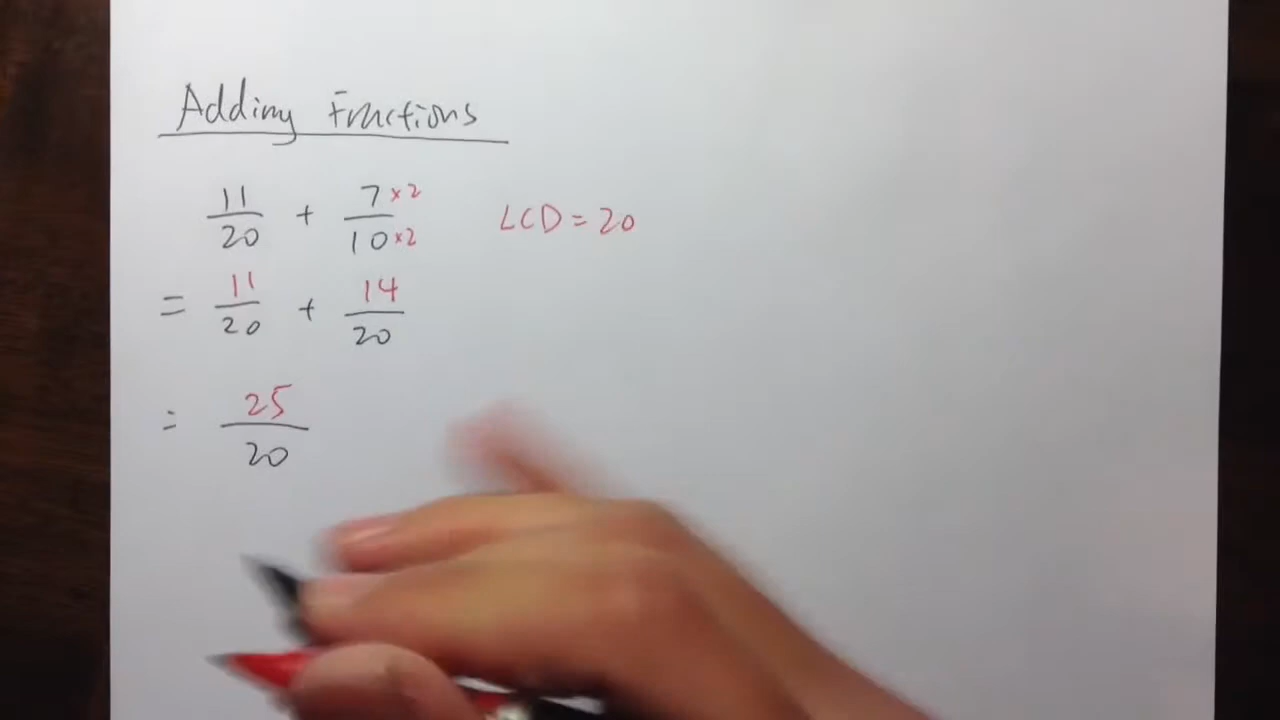 Adding Fractions
11/20 + 7×2/10×2 LCD = 20
= 11/20 + 14/20
= 25/20